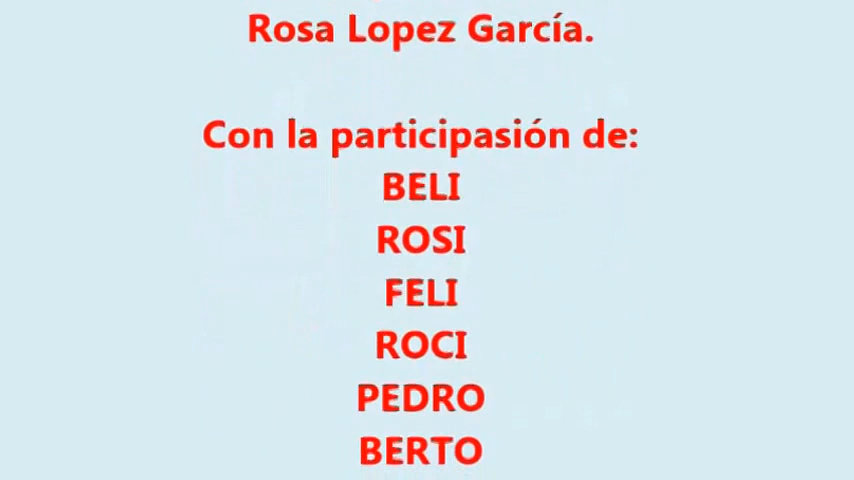 Rosa Lopez García.
Con la participasión de:
BELI
ROSI
FELI
ROCI
PEDRO
BERTO